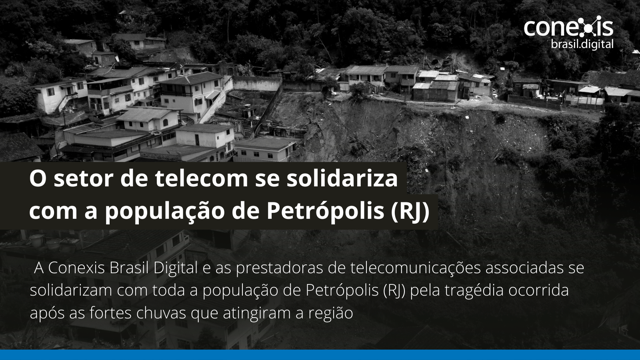 conexis
brasil.digital
O setor de telecom se solidariza
com a população de Petrópolis (RJ)
A Conexis Brasil Digital e as prestadoras de telecomunicações associadas se
solidarizam com toda a população de Petrópolis (RJ) pela tragédia ocorrida
após as fortes chuvas que atingiram a região